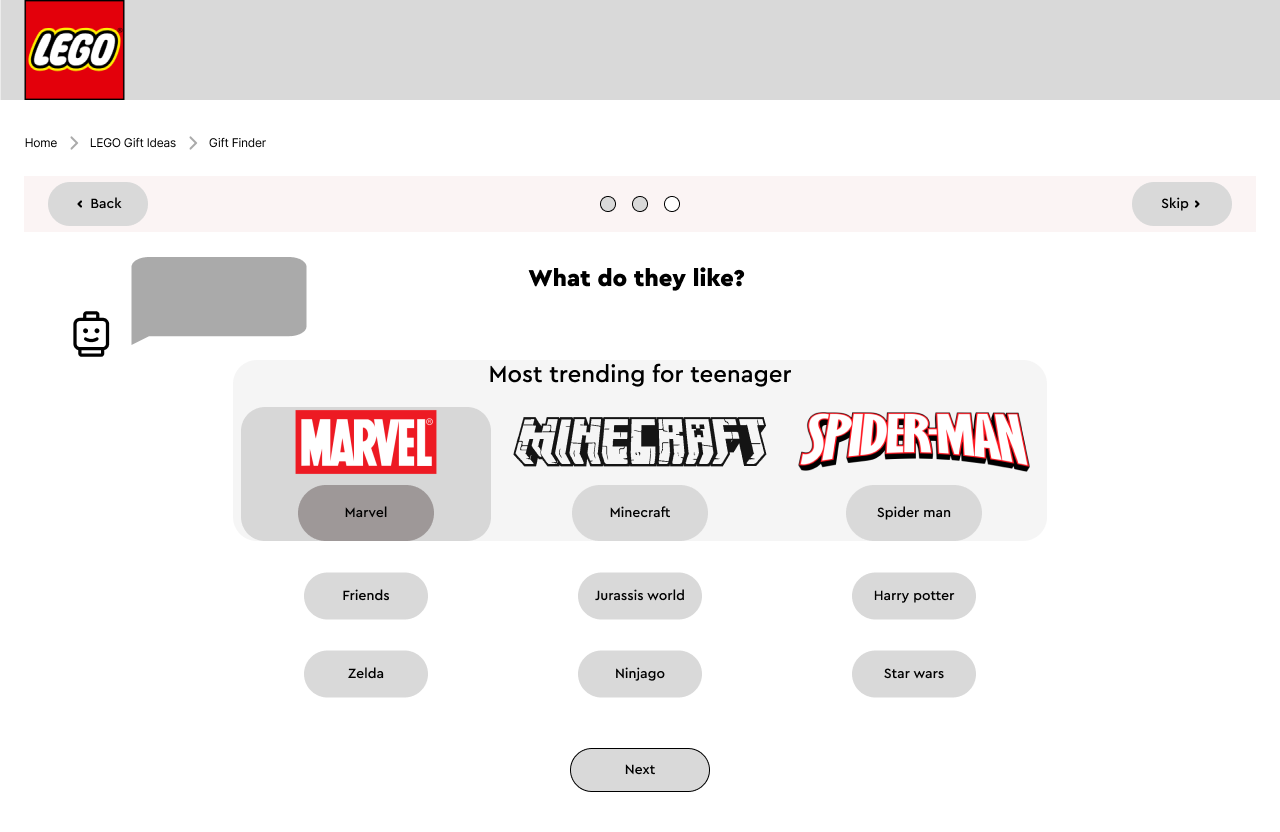 LEGO
Home LEGO Gift Ideas Gift Finder
Back
Skip
What do they like?
Most trending for teenager
MARVEL®
MINECRAFT
SPIDER-MAN
Marvel
Minecraft
Spider man
Friends
Jurassis world
Harry potter
Zelda
Ninjago
Star wars
Next